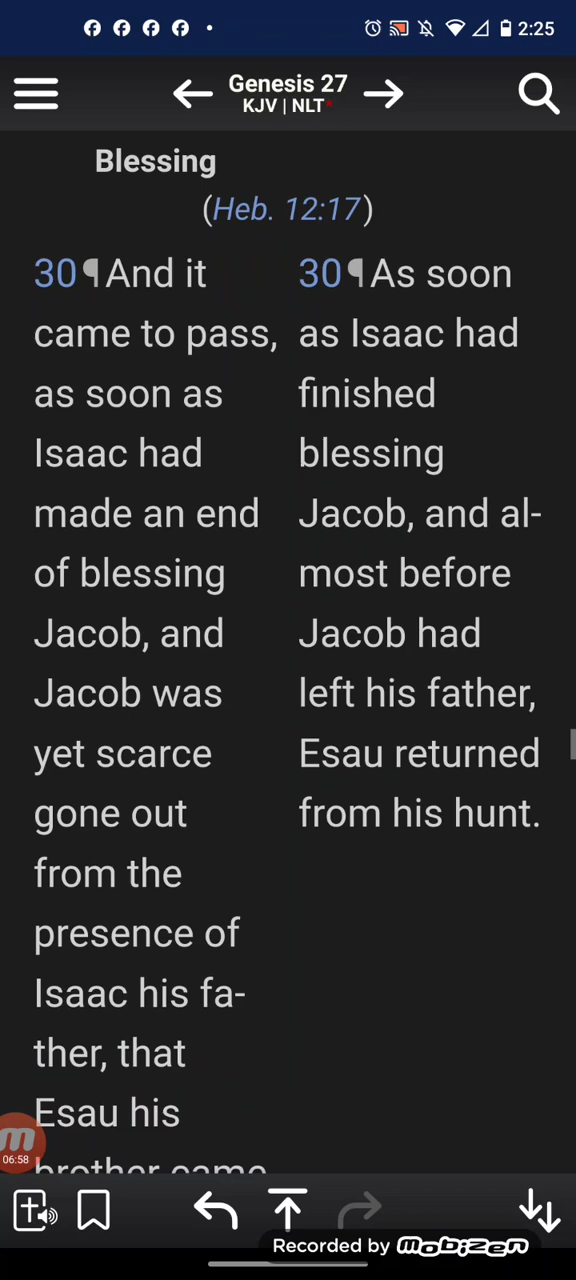 2:25
Genesis 27
KJV | NLT*
Blessing
(Heb. 12:17)
30 ¶ And it
came to pass,
as soon as
Isaac had
made an end
of blessing
Jacob, and
Jacob was
yet scarce
gone out
from the
presence of
Isaac his fa-
ther, that
Esau his
brother came
30 ¶ As soon
as Isaac had
finished
blessing
Jacob, and al-
most before
Jacob had
left his father,
Esau returned
from his hunt.
06:58
Recorded by mobizen